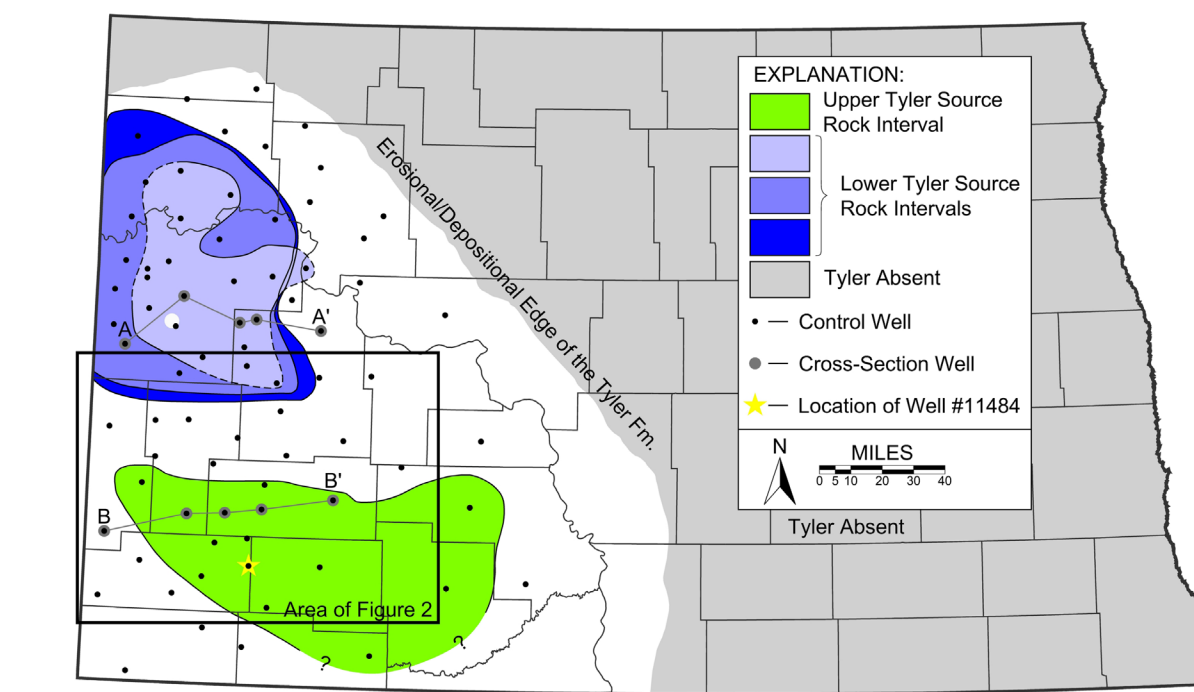 EXPLANATION:
Upper Tyler Source
Rock Interval
Lower Tyler Source
Rock Intervals
Tyler Absent
Control Well
Cross-Section Well
Location of Well #11484
N
MILES
0 5 10 20 30 40
Tyler Absent
Erosional/Depositional Edge of the Tyler Fm.
A
A'
B
B'
Area of Figure 2
?
?